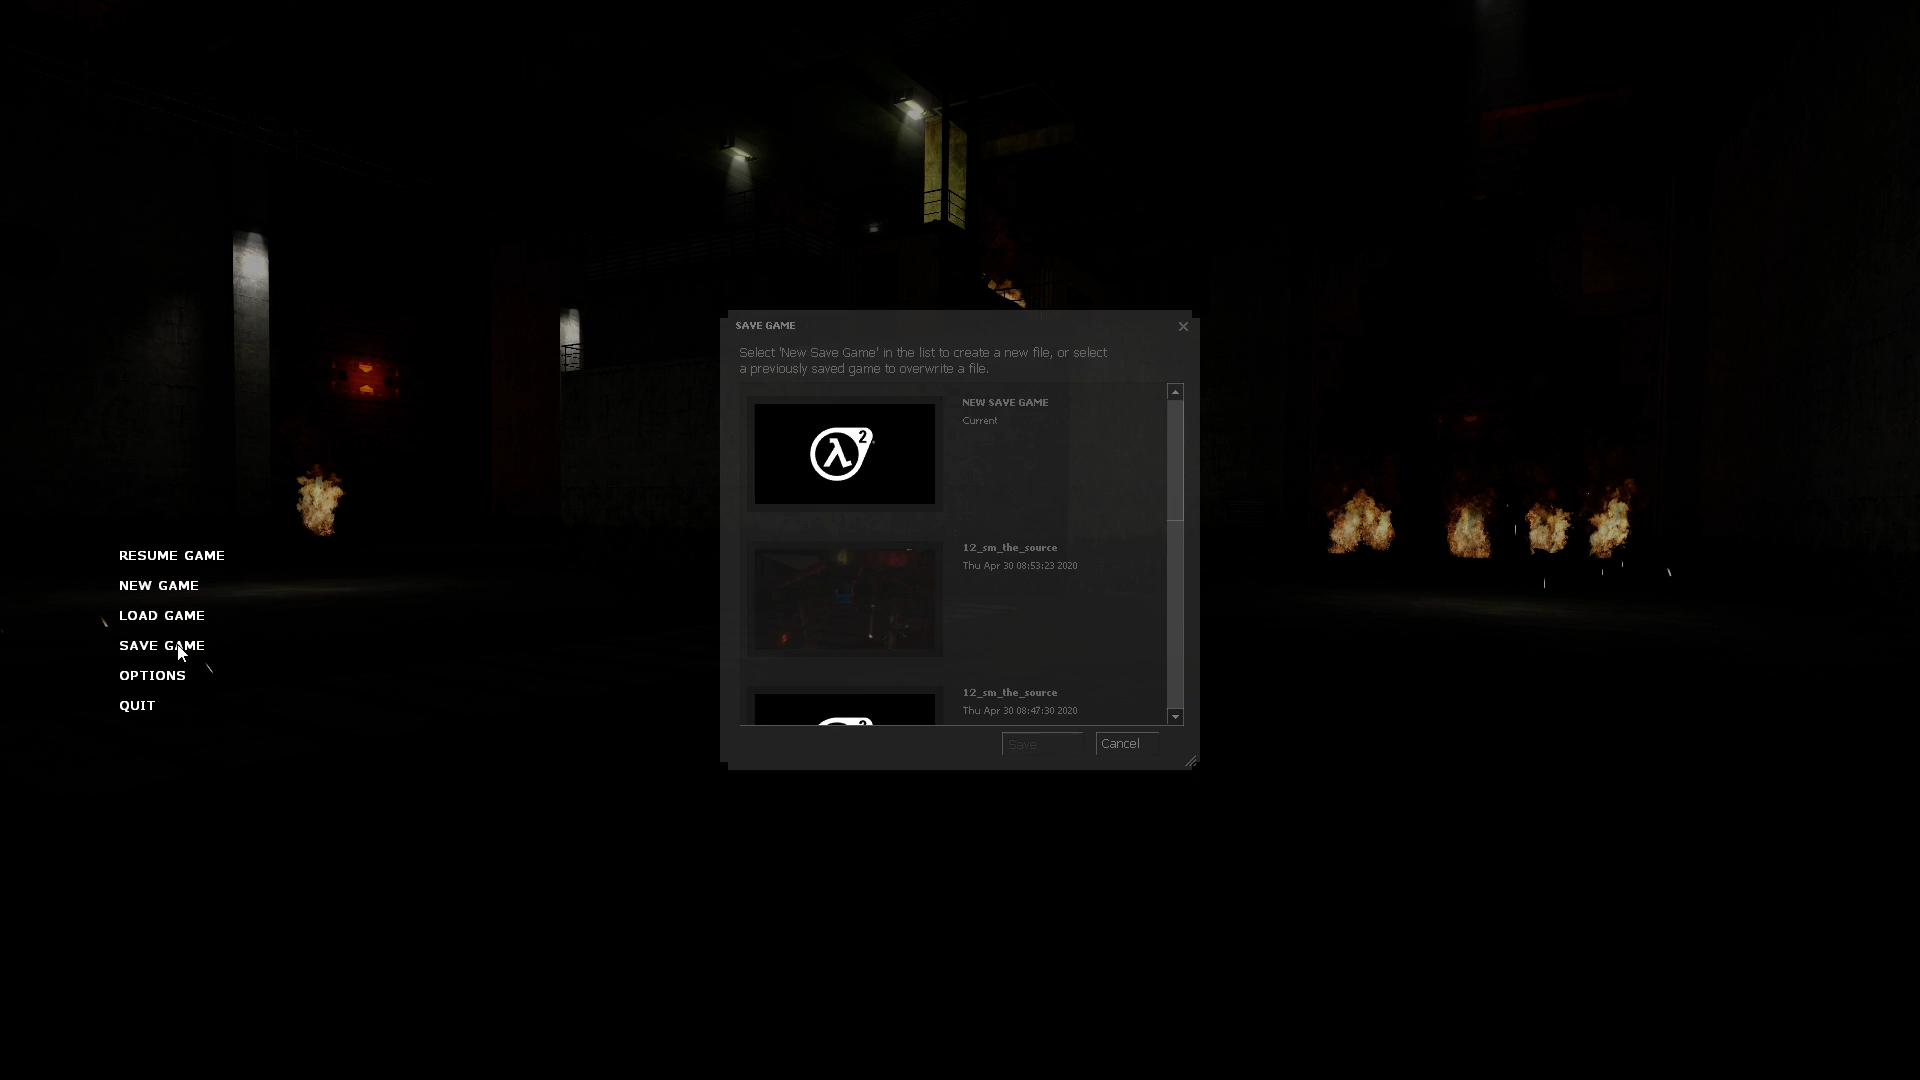 SAVE GAME
Select 'New Save Game' in the list to create a new file, or select
a previously saved game to overwrite a file.
NEW SAVE GAME
Current
2
12_sm_the_source
Thu Apr 30 08:53:23 2020
12_sm_the_source
Thu Apr 30 08:47:30 2020
2
Save
Cancel
RESUME GAME
NEW GAME
LOAD GAME
SAVE GAME
OPTIONS
QUIT